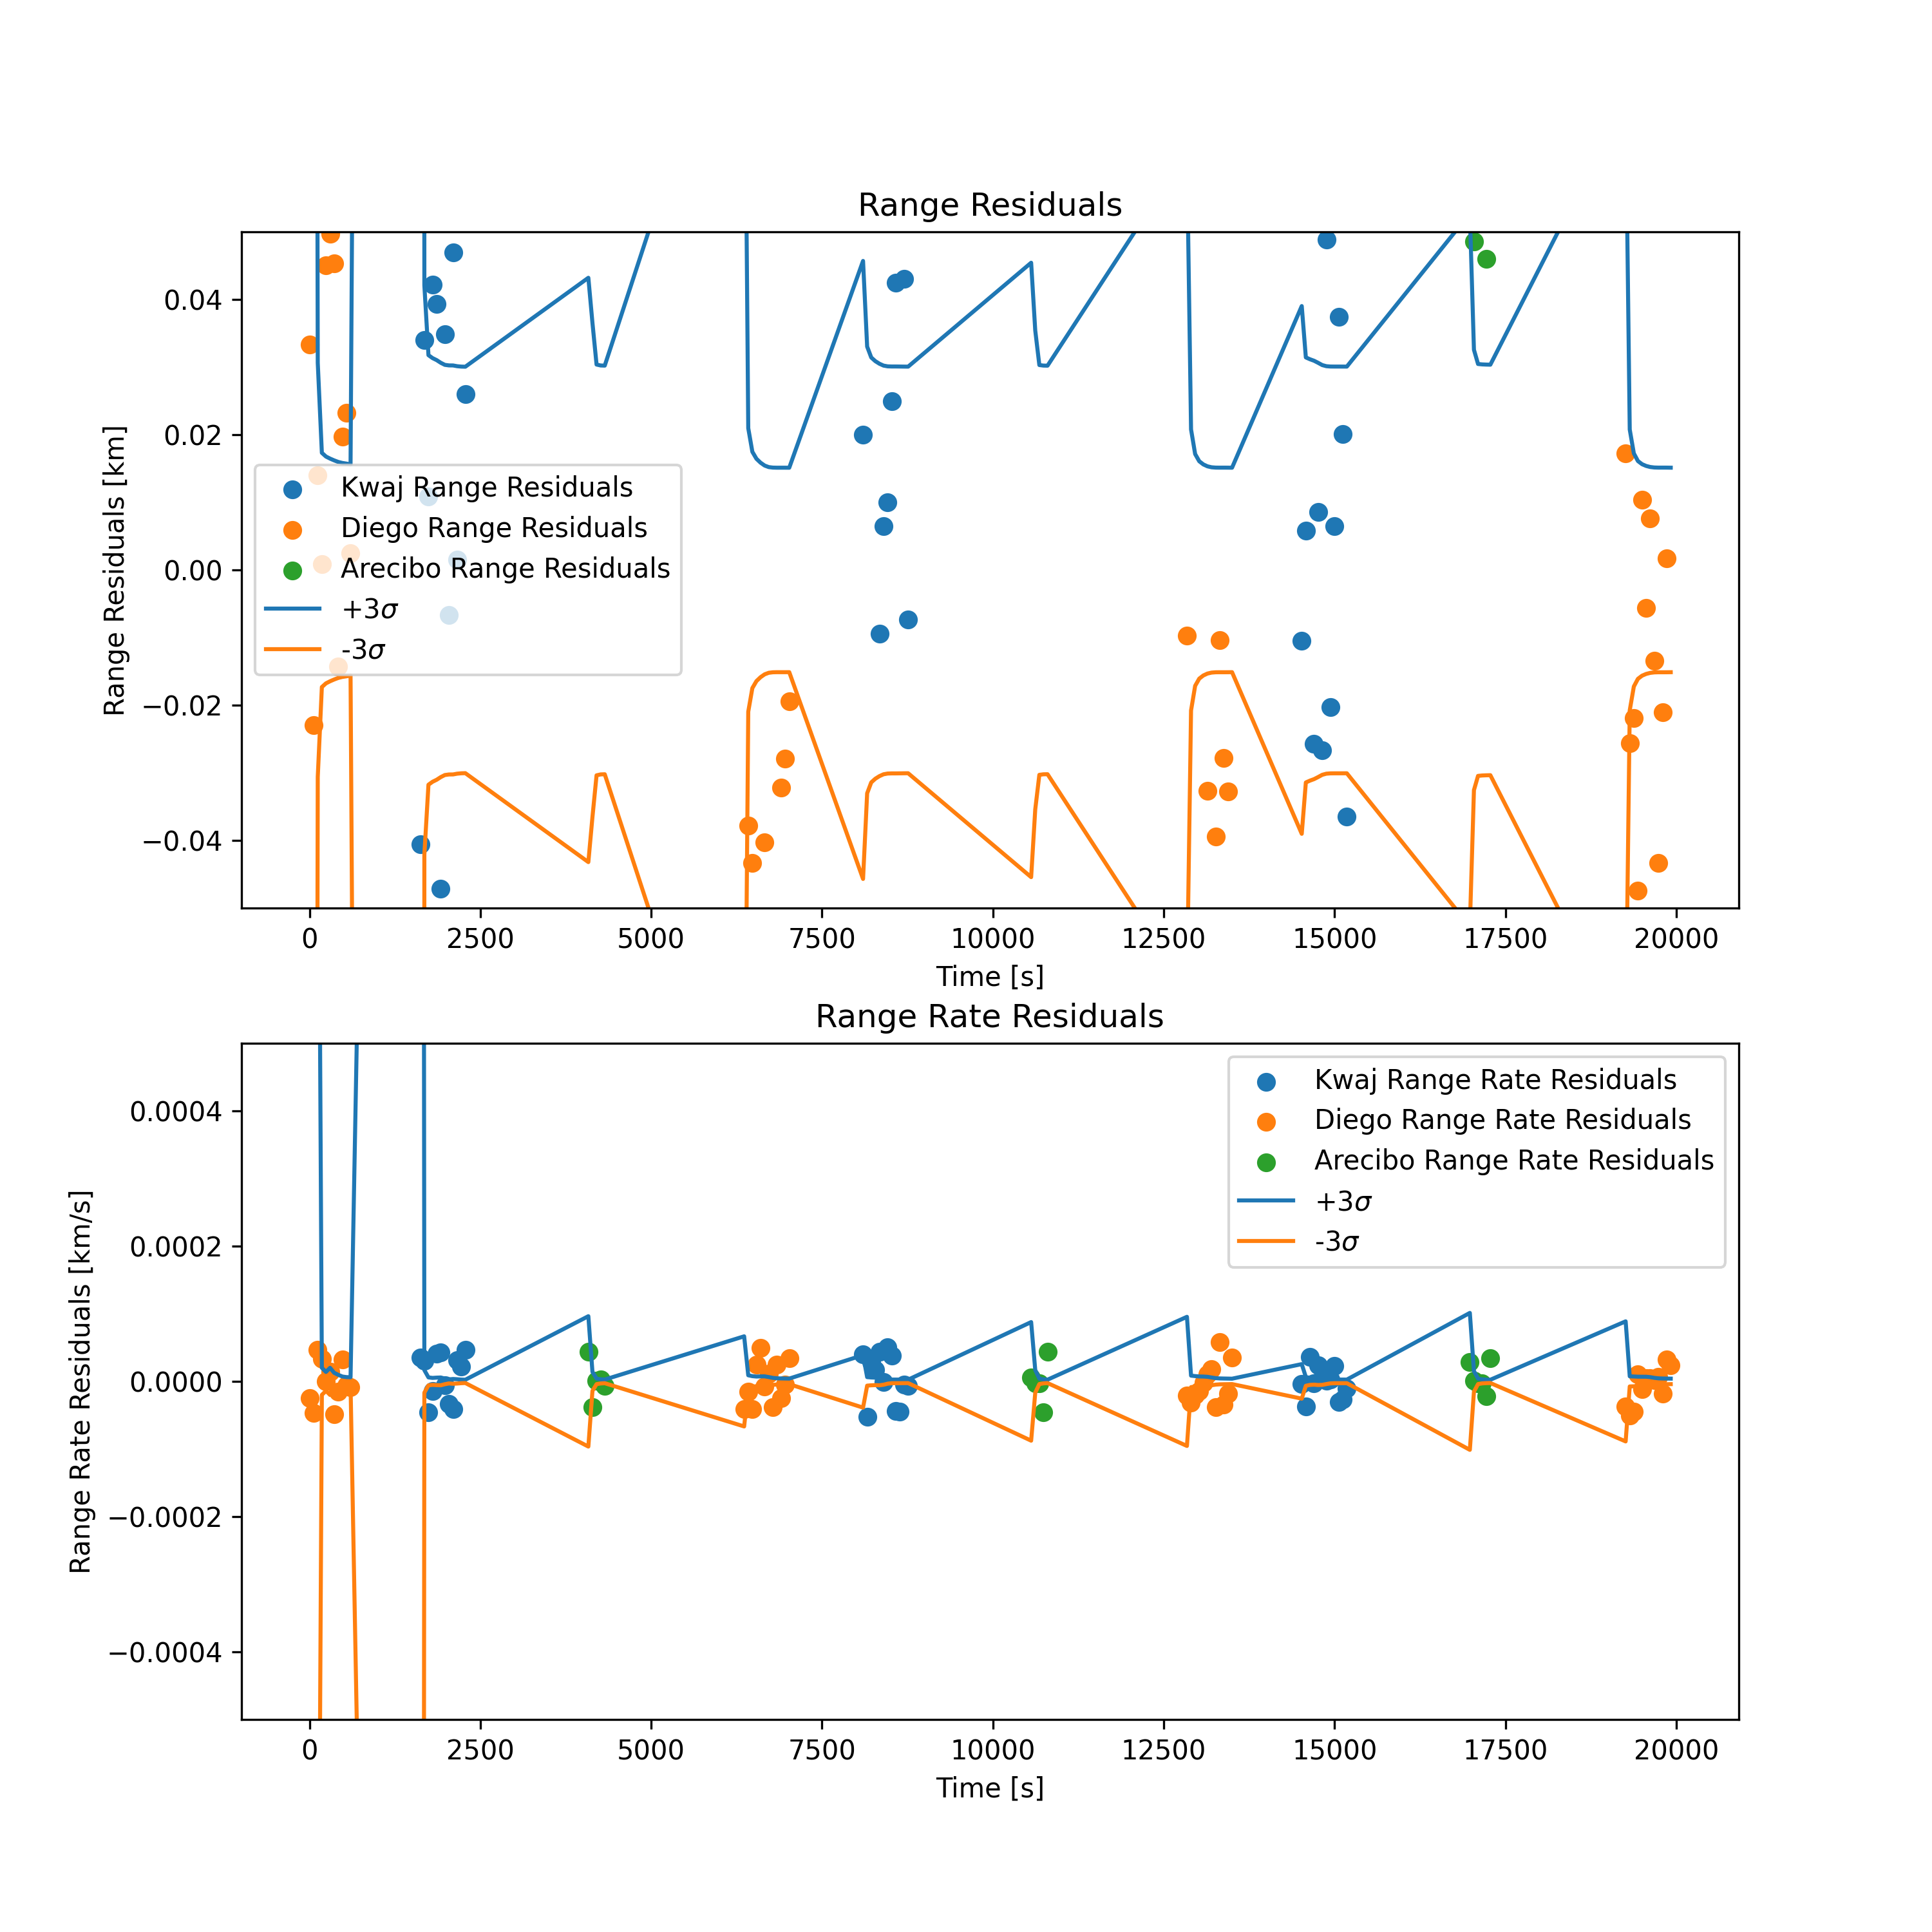 Range Residuals
Range Residuals [km]
0.04
0.02
0.00
−0.02
−0.04
Kwaj Range Residuals
Diego Range Residuals
Arecibo Range Residuals
+3σ
-3σ
0 2500 5000 7500 10000 12500 15000 17500 20000
Time [s]
Range Rate Residuals
Range Rate Residuals [km/s]
0.0004
0.0002
0.0000
−0.0002
−0.0004
Kwaj Range Rate Residuals
Diego Range Rate Residuals
Arecibo Range Rate Residuals
+3σ
-3σ
0 2500 5000 7500 10000 12500 15000 17500 20000
Time [s]